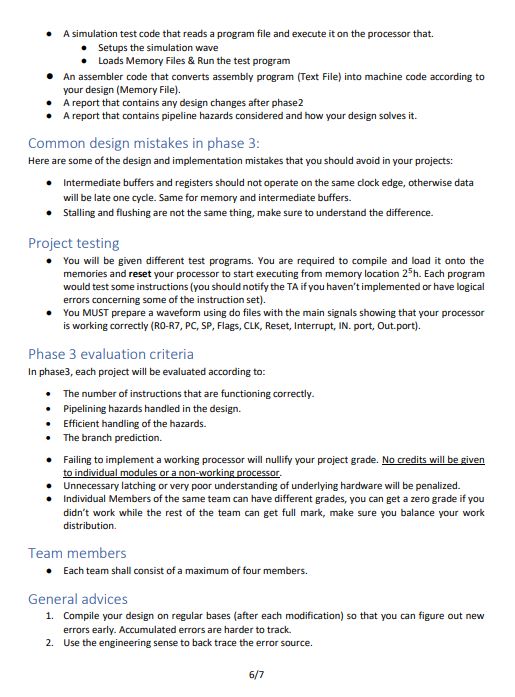 ● A simulation test code that reads a program file and execute it on the processor that.
● Setups the simulation wave
● Loads Memory Files & Run the test program
● An assembler code that converts assembly program (Text File) into machine code according to
your design (Memory File).
● A report that contains any design changes after phase2
● A report that contains pipeline hazards considered and how your design solves it.
Common design mistakes in phase 3:
Here are some of the design and implementation mistakes that you should avoid in your projects:
● Intermediate buffers and registers should not operate on the same clock edge, otherwise data
will be late one cycle. Same for memory and intermediate buffers.
● Stalling and flushing are not the same thing, make sure to understand the difference.
Project testing
● You will be given different test programs. You are required to compile and load it onto the
memories and reset your processor to start executing from memory location 2⁵h. Each program
would test some instructions (you should notify the TA if you haven't implemented or have logical
errors concerning some of the instruction set).
● You MUST prepare a waveform using do files with the main signals showing that your processor
is working correctly (R0-R7, PC, SP, Flags, CLK, Reset, Interrupt, IN. port, Out.port).
Phase 3 evaluation criteria
In phase3, each project will be evaluated according to:
• The number of instructions that are functioning correctly.
• Pipelining hazards handled in the design.
• Efficient handling of the hazards.
• The branch prediction.
● Failing to implement a working processor will nullify your project grade. No credits will be given
to individual modules or a non-working processor.
● Unnecessary latching or very poor understanding of underlying hardware will be penalized.
● Individual Members of the same team can have different grades, you can get a zero grade if you
didn't work while the rest of the team can get full mark, make sure you balance your work
distribution.
Team members
● Each team shall consist of a maximum of four members.
General advices
1. Compile your design on regular bases (after each modification) so that you can figure out new
errors early. Accumulated errors are harder to track.
2. Use the engineering sense to back trace the error source.
6/7